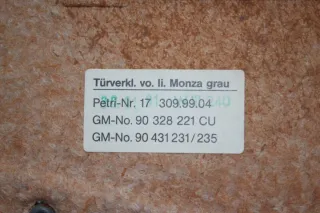 Türverkl. vo. li. Monza grau
Petri-Nr. 17 309.99.04
GM-No. 90 328 221 CU
GM-No. 90 431 231/235